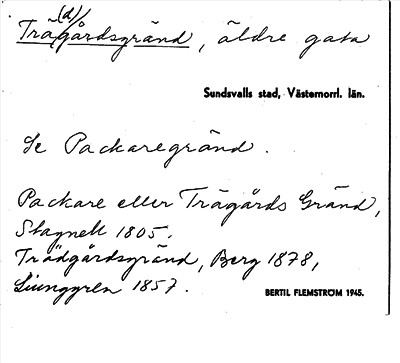 Trä(d)gårdsgränd, äldre gata
Sundsvalls stad, Västernorrl. län.
Se Packaregränd.
Packare eller Trägårds Gränd,
Stagnell 1805.
Trädgårdsgränd, Berg 1878,
Ljunggren 1857.
BERTIL FLEMSTRÖM 1945.